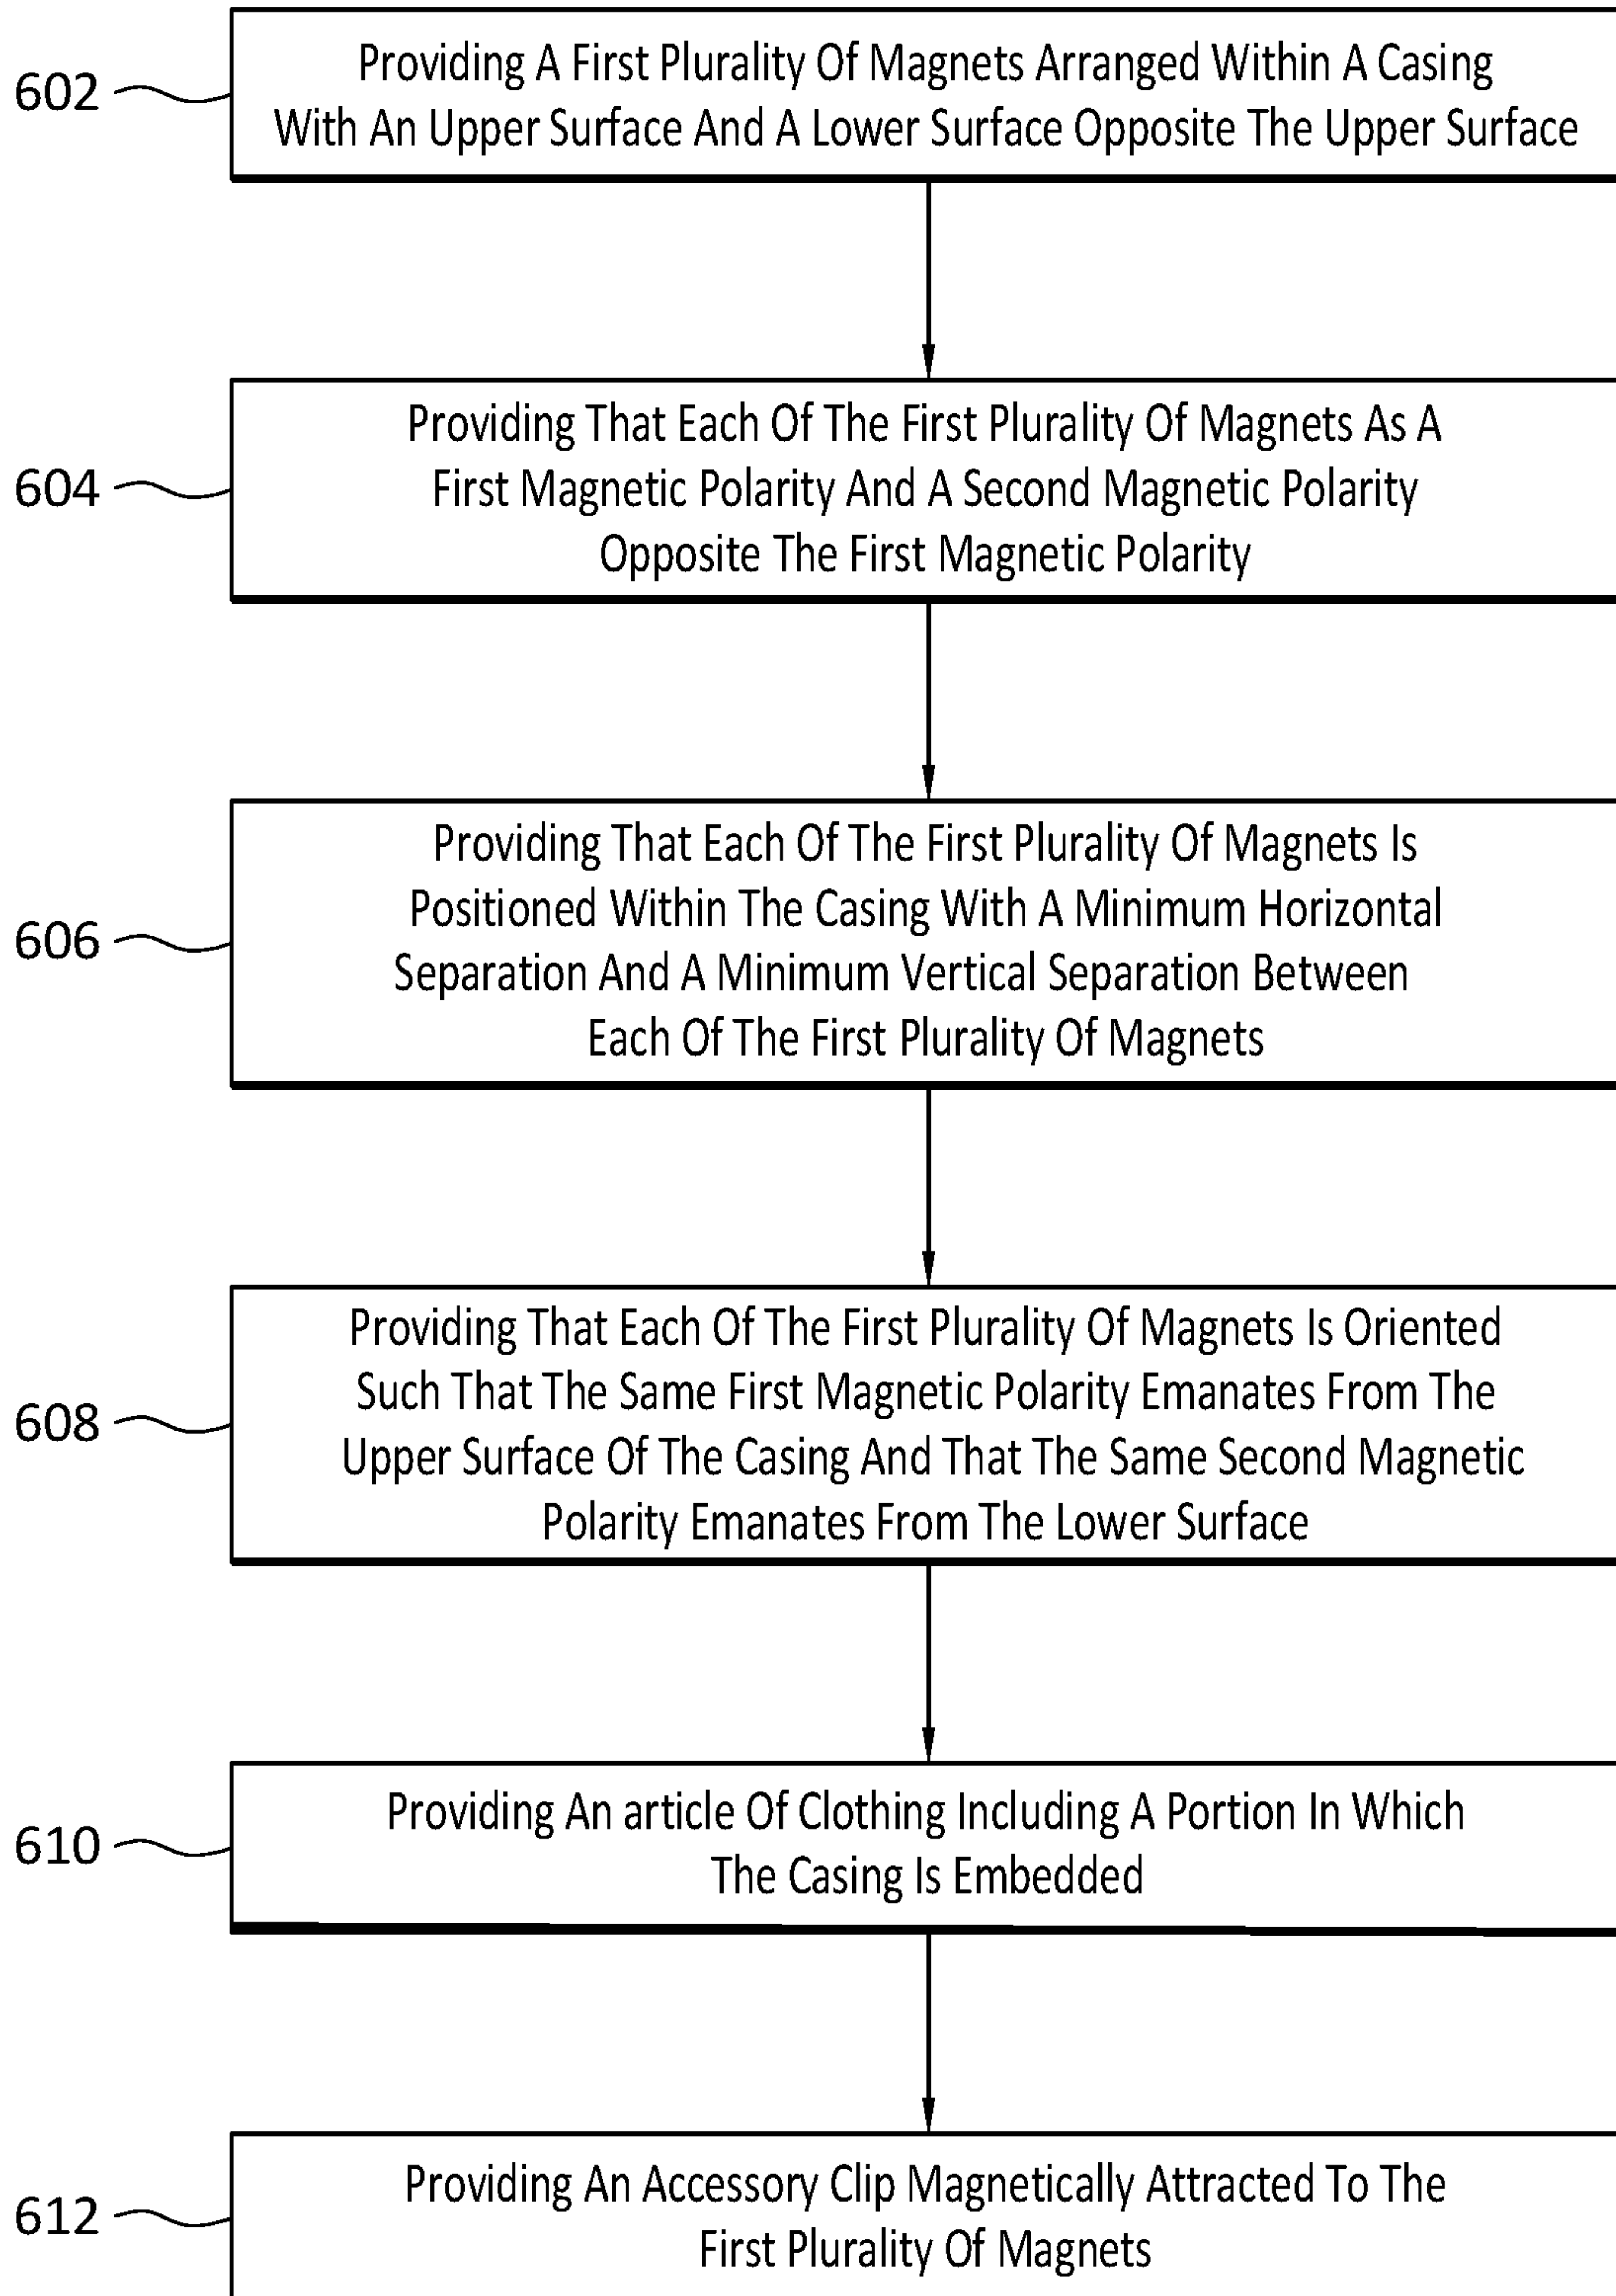 602
Providing A First Plurality Of Magnets Arranged Within A Casing
With An Upper Surface And A Lower Surface Opposite The Upper Surface
604
Providing That Each Of The First Plurality Of Magnets As A
First Magnetic Polarity And A Second Magnetic Polarity
Opposite The First Magnetic Polarity
606
Providing That Each Of The First Plurality Of Magnets Is
Positioned Within The Casing With A Minimum Horizontal
Separation And A Minimum Vertical Separation Between
Each Of The First Plurality Of Magnets
608
Providing That Each Of The First Plurality Of Magnets Is Oriented
Such That The Same First Magnetic Polarity Emanates From The
Upper Surface Of The Casing And That The Same Second Magnetic
Polarity Emanates From The Lower Surface
610
Providing An article Of Clothing Including A Portion In Which
The Casing Is Embedded
612
Providing An Accessory Clip Magnetically Attracted To The
First Plurality Of Magnets